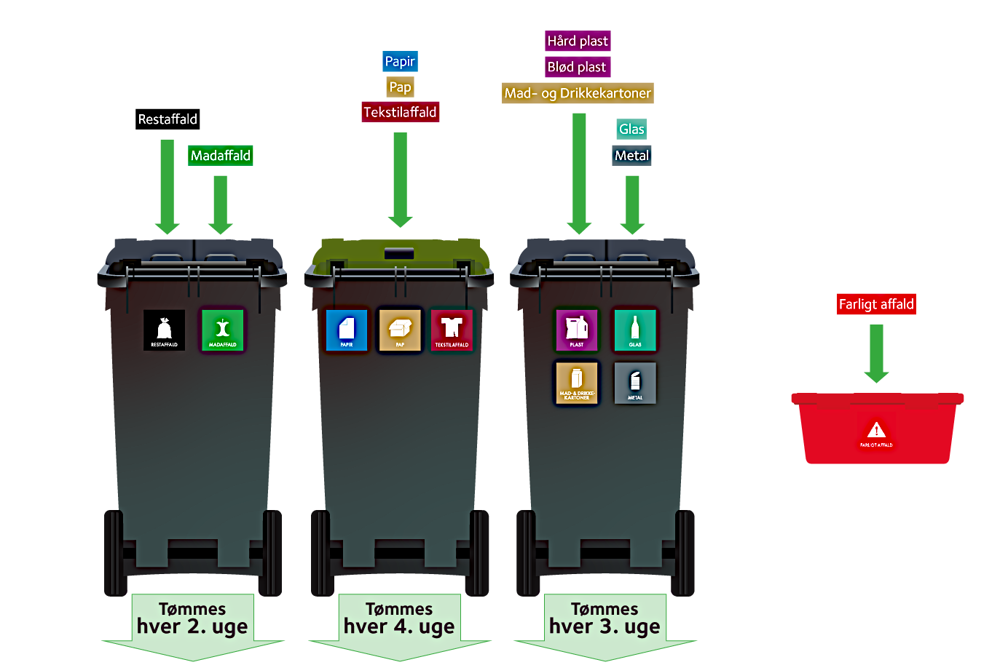 Restaffald
Madaffald
Papir
Pap
Tekstilaffald
Hård plast
Blød plast
Mad- og Drikkekartoner
Glas
Metal
Farligt affald
RESTAFFALD
MADAFFALD
PAPIR
PAP
TEKSTILAFFALD
PLAST
GLAS
MAD- & DRIKKE-
KARTONER
METAL
FARLIGT AFFALD
Tømmes
hver 2. uge
Tømmes
hver 4. uge
Tømmes
hver 3. uge